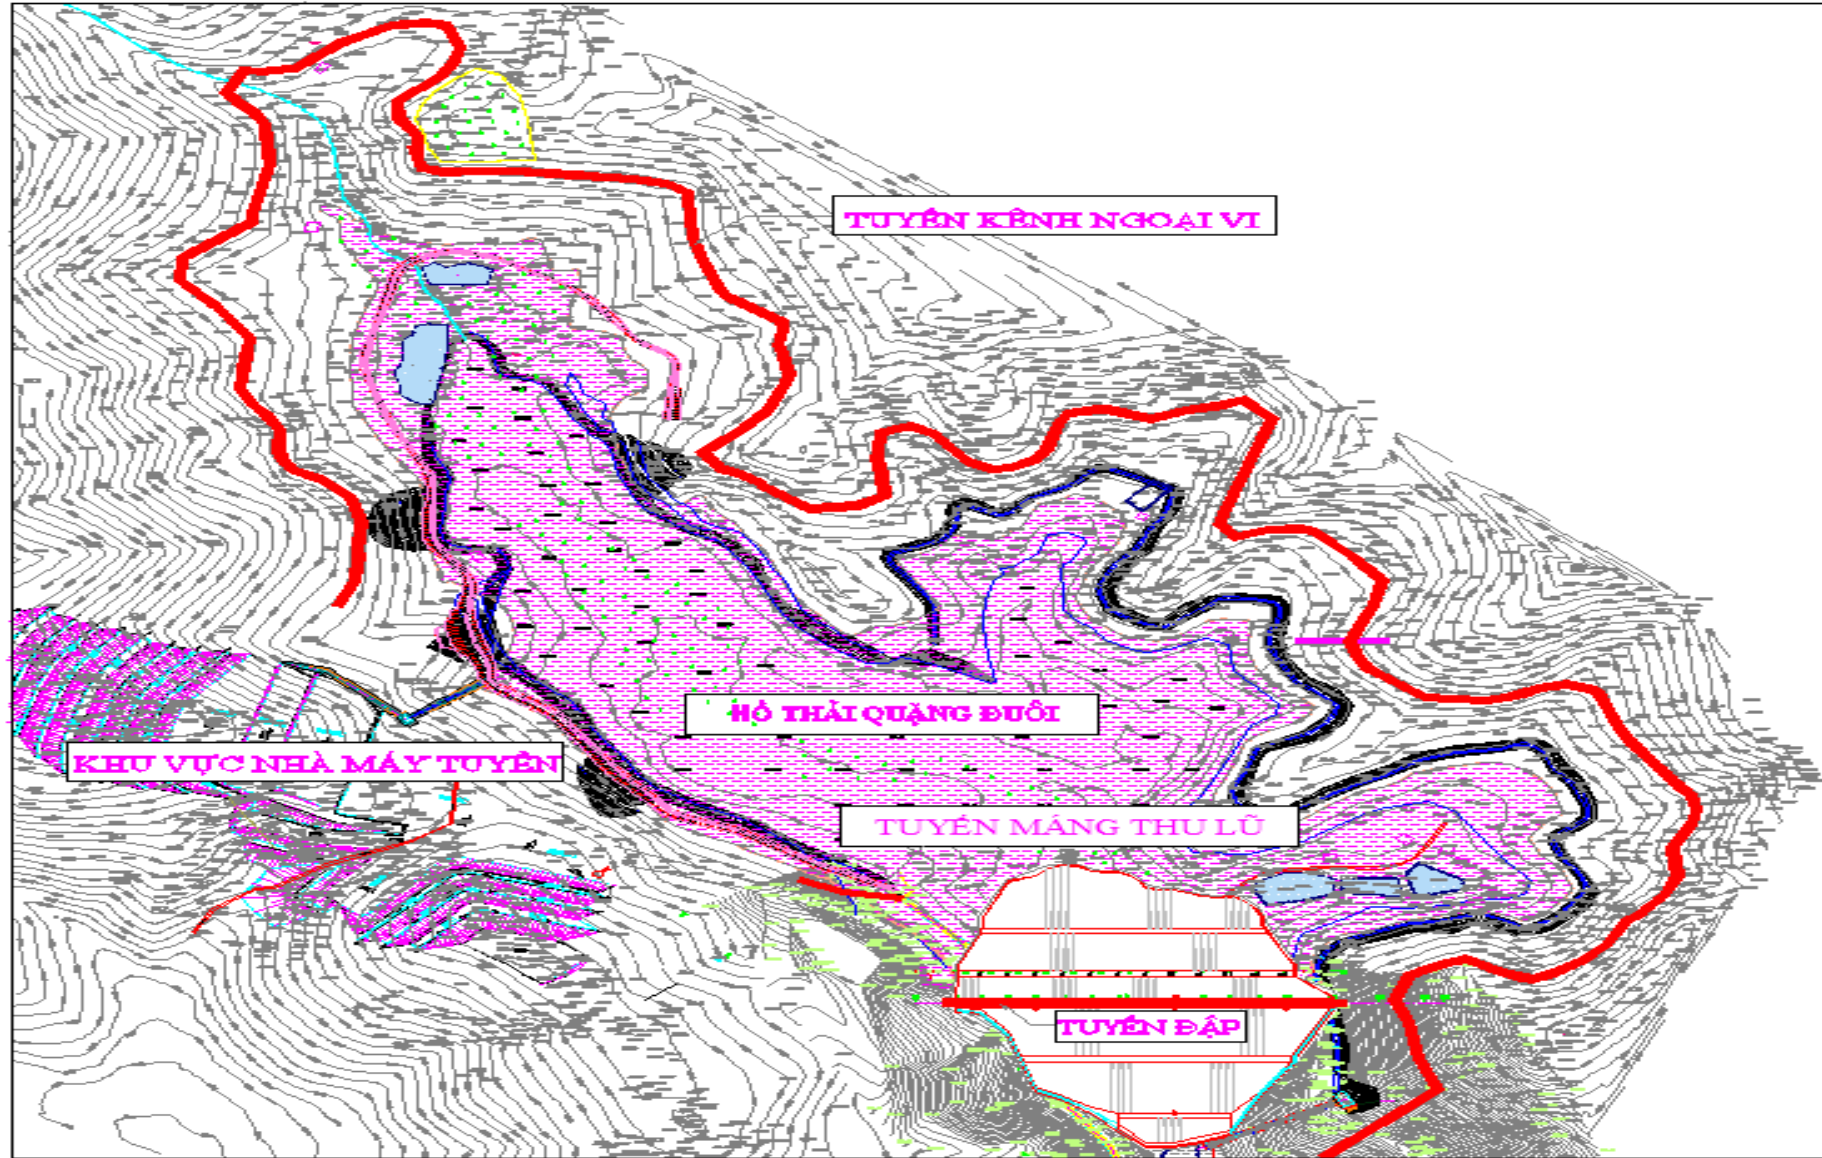 TUYẾN KÊNH NGOẠI VI
HỒ THẢI QUẶNG ĐUÔI
KHU VỰC NHÀ MÁY TUYỂN
TUYẾN MÁNG THU LŨ
TUYẾN ĐẬP